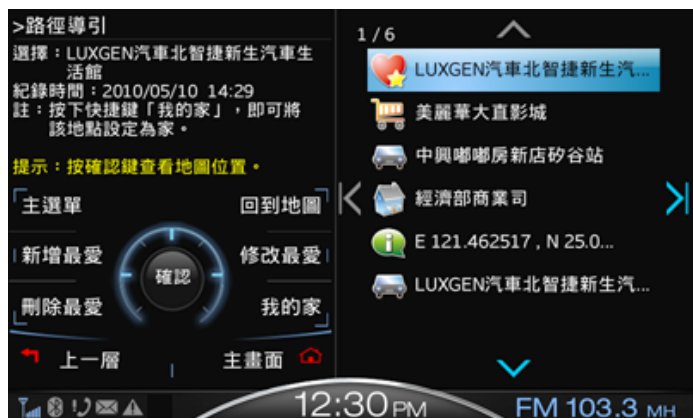 >路徑導引
選擇：LUXGEN汽車北智捷新生汽車生
活館
紀錄時間：2010/05/10 14:29
註：按下快捷鍵「我的家」，即可將
該地點設定為家。
提示：按確認鍵查看地圖位置。
主選單
回到地圖
新增最愛
確認
修改最愛
刪除最愛
我的家
上一層
主畫面
1/6
LUXGEN汽車北智捷新生汽...
美麗華大直影城
中興嘟嘟房新店矽谷站
經濟部商業司
E 121.462517 , N 25.0...
LUXGEN汽車北智捷新生汽...
12:30 PM
FM 103.3 MH